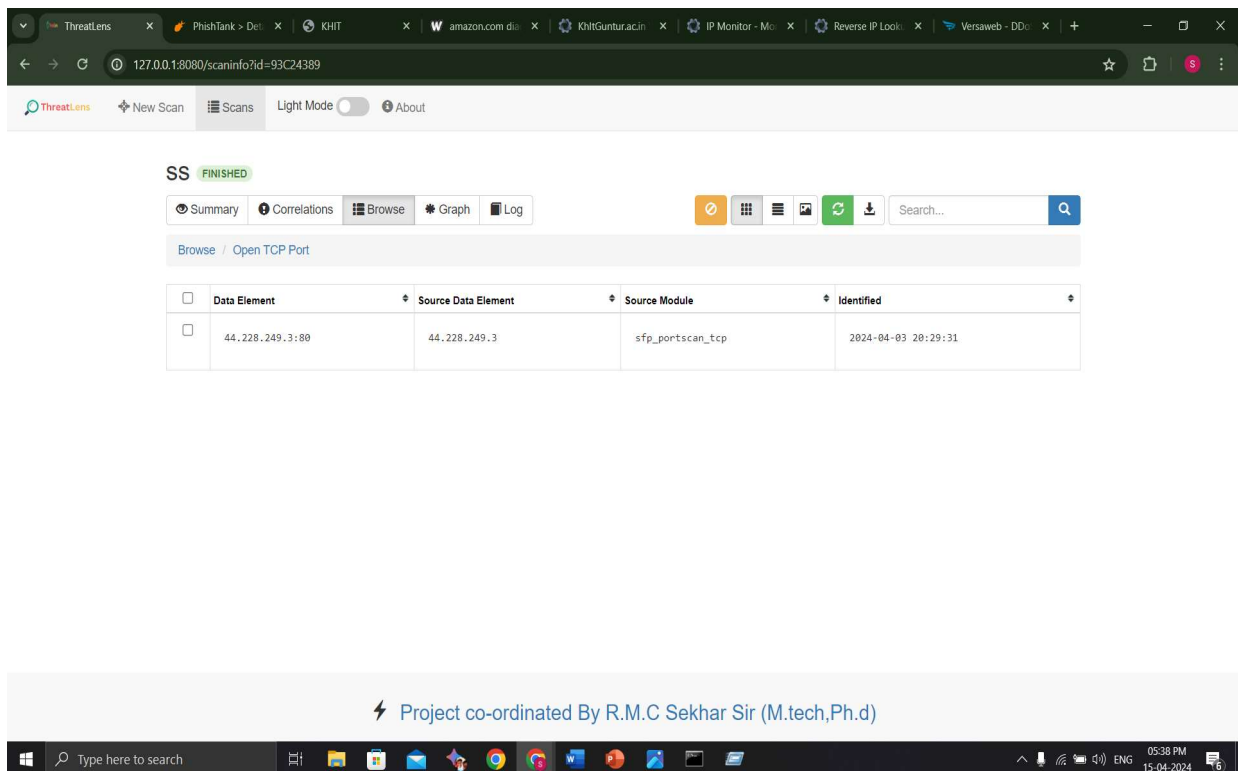 ThreatLens
PhishTank > Det
KHIT
amazon.com dia
KhitGuntur.ac.in
IP Monitor - Mo
Reverse IP Look
Versaweb - DDo
127.0.0.1:8080/scaninfo?id=93C24389
S
ThreatLens New Scan Scans Light Mode About
SS FINISHED
Summary Correlations Browse Graph Log Search...
Browse / Open TCP Port
Data Element Source Data Element Source Module Identified
44.228.249.3:80 44.228.249.3 sfp_portscan_tcp 2024-04-03 20:29:31
Project co-ordinated By R.M.C Sekhar Sir (M.tech,Ph.d)
Type here to search
ENG
05:38 PM
15-04-2024
6